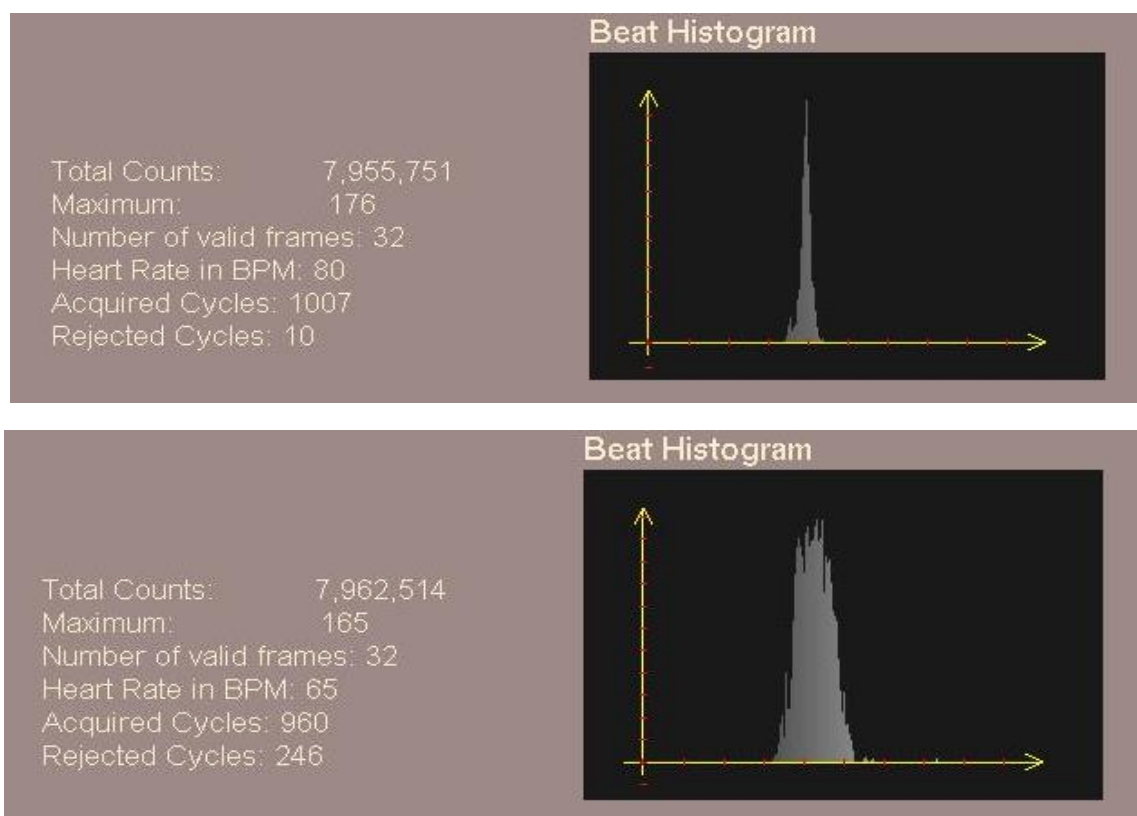 Beat Histogram
Total Counts: 7,955,751
Maximum: 176
Number of valid frames: 32
Heart Rate in BPM: 80
Acquired Cycles: 1007
Rejected Cycles: 10
Beat Histogram
Total Counts: 7,962,514
Maximum: 165
Number of valid frames: 32
Heart Rate in BPM: 65
Acquired Cycles: 960
Rejected Cycles: 246